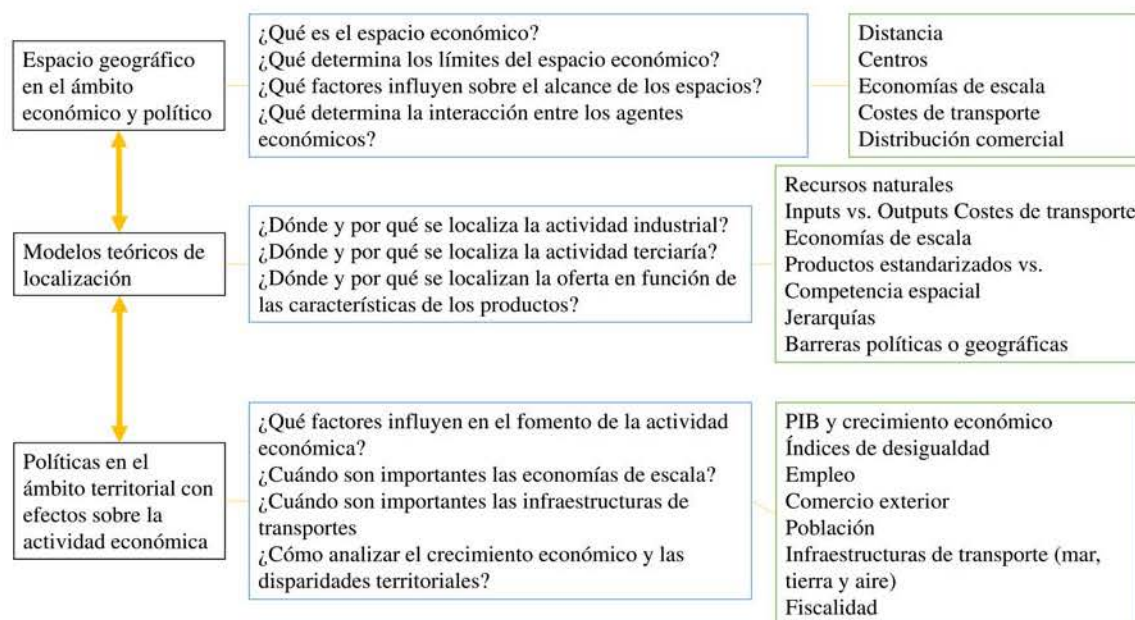 Espacio geográfico
en el ámbito
económico y político
¿Qué es el espacio económico?
¿Qué determina los límites del espacio económico?
¿Qué factores influyen sobre el alcance de los espacios?
¿Qué determina la interacción entre los agentes
económicos?
Distancia
Centros
Economías de escala
Costes de transporte
Distribución comercial
Modelos teóricos de
localización
¿Dónde y por qué se localiza la actividad industrial?
¿Dónde y por qué se localiza la actividad terciaría?
¿Dónde y por qué se localizan la oferta en función de
las características de los productos?
Recursos naturales
Inputs vs. Outputs Costes de transporte
Economías de escala
Productos estandarizados vs.
Competencia espacial
Jerarquías
Barreras políticas o geográficas
Políticas en el
ámbito territorial con
efectos sobre la
actividad económica
¿Qué factores influyen en el fomento de la actividad
económica?
¿Cuándo son importantes las economías de escala?
¿Cuándo son importantes las infraestructuras de
transportes
¿Cómo analizar el crecimiento económico y las
disparidades territoriales?
PIB y crecimiento económico
Índices de desigualdad
Empleo
Comercio exterior
Población
Infraestructuras de transporte (mar,
tierra y aire)
Fiscalidad